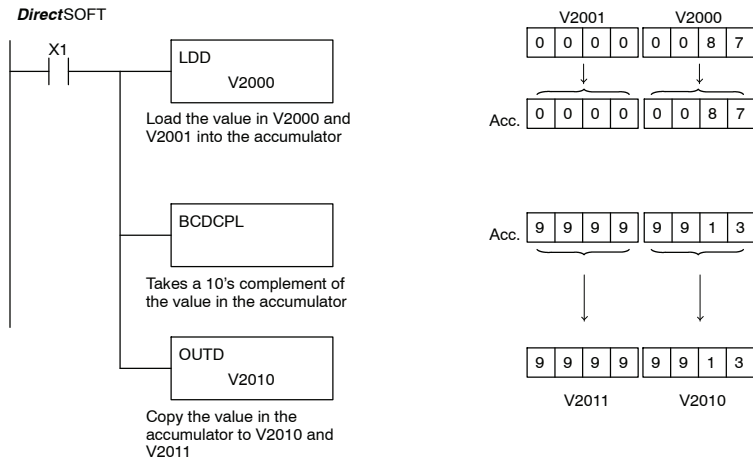 DirectSOFT
X1
LDD
V2000
Load the value in V2000 and
V2001 into the accumulator
BCDCPL
Takes a 10's complement of
the value in the accumulator
OUTD
V2010
Copy the value in the
accumulator to V2010 and
V2011
V2001 V2000
0 0 0 0 0 0 8 7
Acc. 0 0 0 0 0 0 8 7
Acc. 9 9 9 9 9 9 1 3
9 9 9 9 9 9 1 3
V2011 V2010